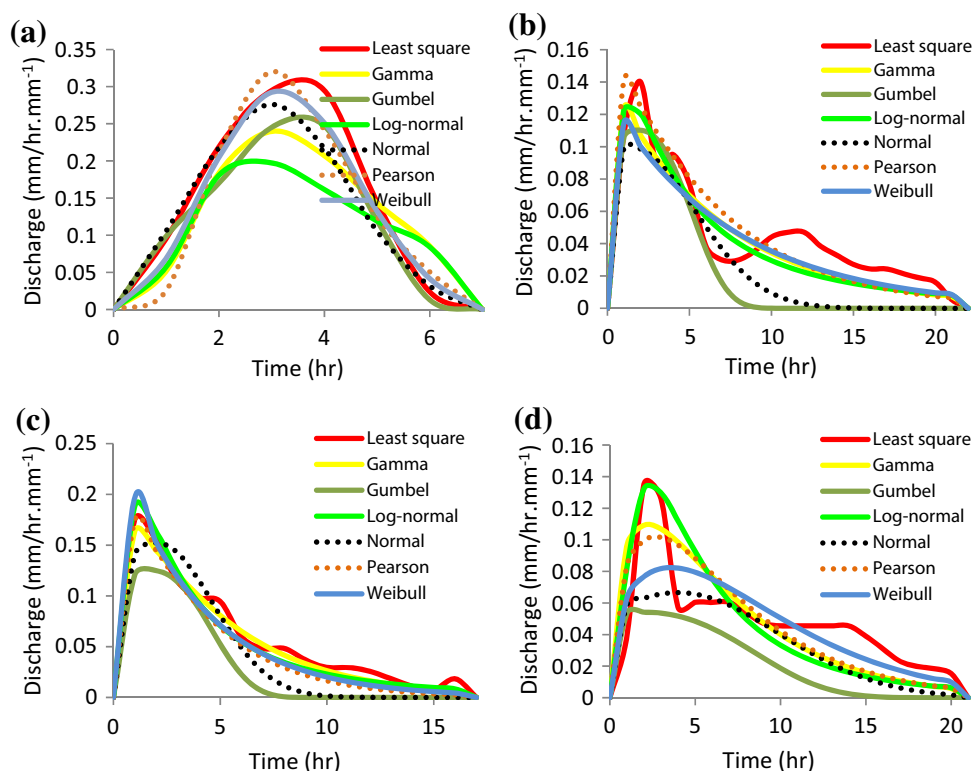 (a)
Discharge (mm/hr.mm⁻¹)
0.35
0.3
0.25
0.2
0.15
0.1
0.05
0
0 2 4 6
Time (hr)
Least square
Gamma
Gumbel
Log-normal
Normal
Pearson
Weibull
(b)
Discharge (mm/hr.mm⁻¹)
0.16
0.14
0.12
0.1
0.08
0.06
0.04
0.02
0
0 5 10 15 20
Time (hr)
Least square
Gamma
Gumbel
Log-normal
Normal
Pearson
Weibull
(c)
Discharge (mm/hr.mm⁻¹)
0.25
0.2
0.15
0.1
0.05
0
0 5 10 15
Time (hr)
Least square
Gamma
Gumbel
Log-normal
Normal
Pearson
Weibull
(d)
Discharge (mm/hr.mm⁻¹)
0.16
0.14
0.12
0.1
0.08
0.06
0.04
0.02
0
0 5 10 15 20
Time (hr)
Least square
Gamma
Gumbel
Log-normal
Normal
Pearson
Weibull